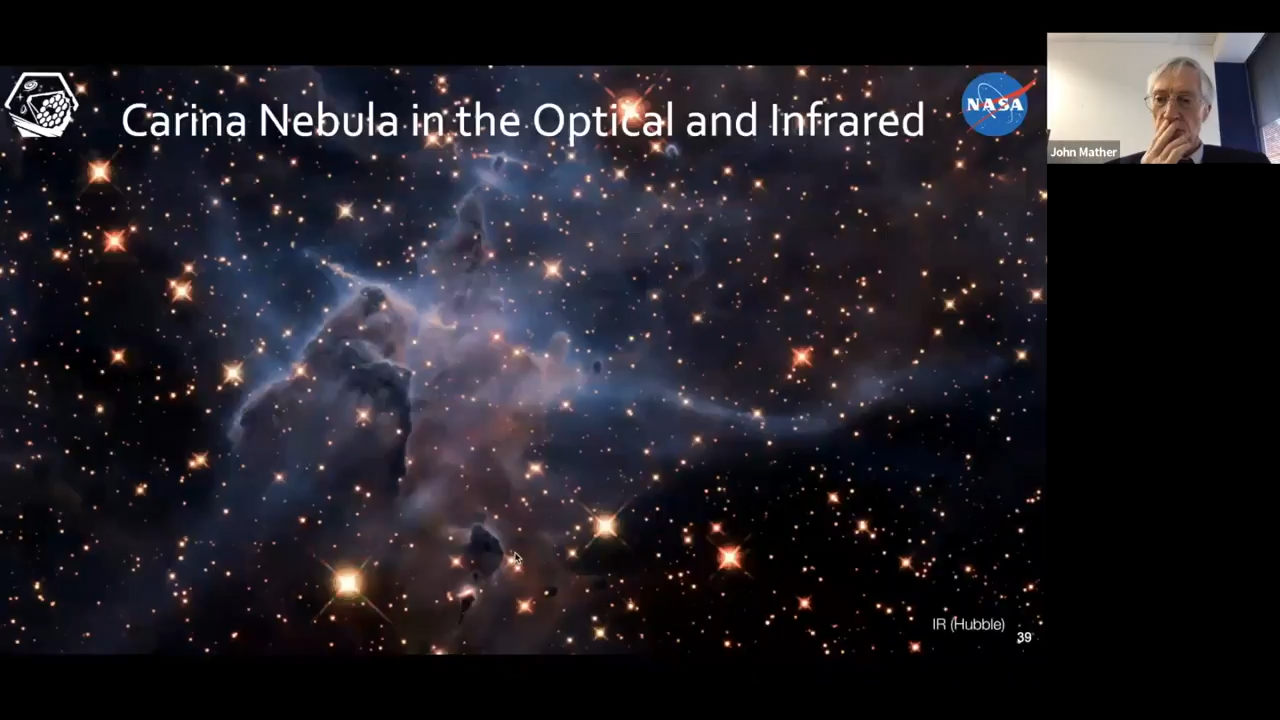 Carina Nebula in the Optical and Infrared
NASA
John Mather
IR (Hubble)
39